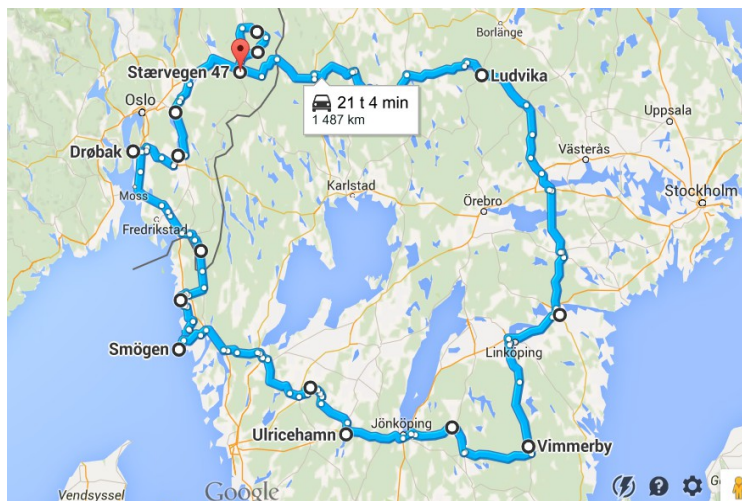 Borlänge
Stærvegen 47
Ludvika
Oslo
21 t 4 min
1 487 km
Uppsala
Drøbak
Västerås
Karlstad
Stockholm
Moss
Örebro
Fredrikstad
Smögen
Linköping
Ulricehamn
Jönköping
Vimmerby
Vendsyssel
Google